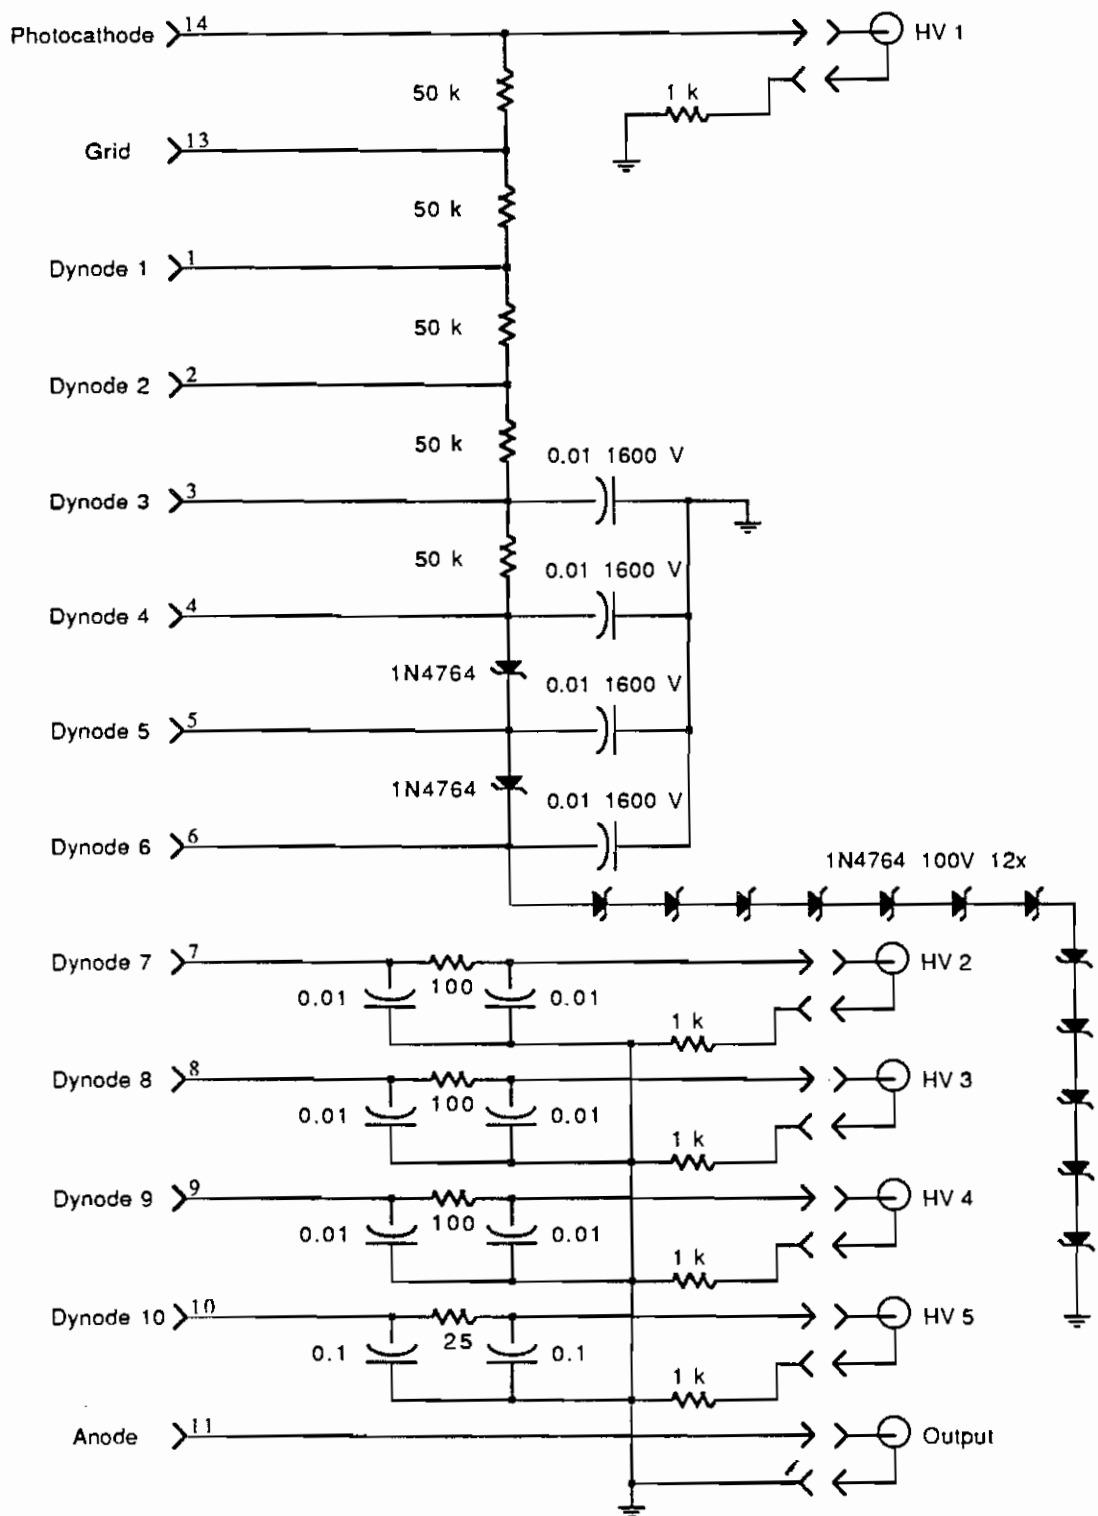 Photocathode 14 HV 1
50 k 1 k
Grid 13
50 k
Dynode 1 1
50 k
Dynode 2 2
50 k 0.01 1600 V
Dynode 3 3
50 k 0.01 1600 V
Dynode 4 4
1N4764 0.01 1600 V
Dynode 5 5
1N4764 0.01 1600 V
Dynode 6 6
1N4764 100V 12x
Dynode 7 7 HV 2
0.01 100 0.01
1 k
Dynode 8 8 HV 3
0.01 100 0.01
1 k
Dynode 9 9 HV 4
0.01 100 0.01
1 k
Dynode 10 10 HV 5
0.1 25 0.1
1 k
Anode 11 Output